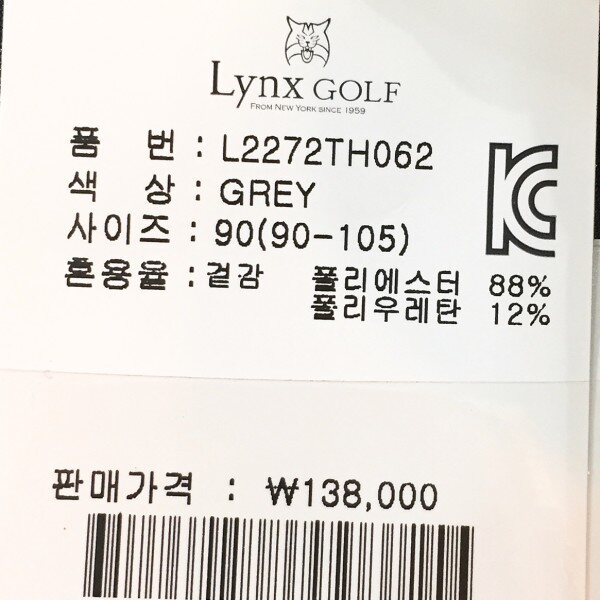 Lynx GOLF
FROM NEW YORK SINCE 1959
품 번 : L2272TH062
색 상 : GREY
사이즈 : 90(90-105)
혼용율 : 겉감 폴리에스터 88%
폴리우레탄 12%
KC
판매가격 : ₩138,000